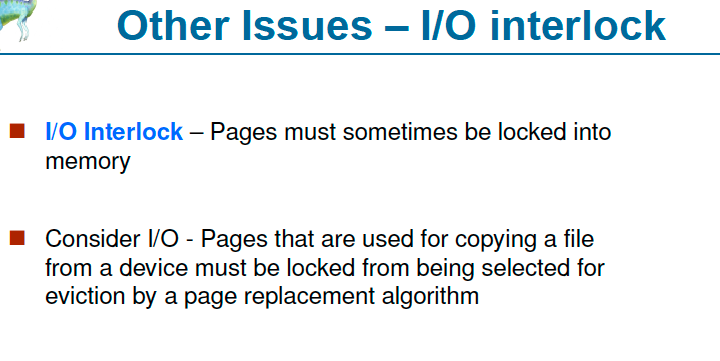 Other Issues – I/O interlock
I/O Interlock – Pages must sometimes be locked into
memory
Consider I/O - Pages that are used for copying a file
from a device must be locked from being selected for
eviction by a page replacement algorithm